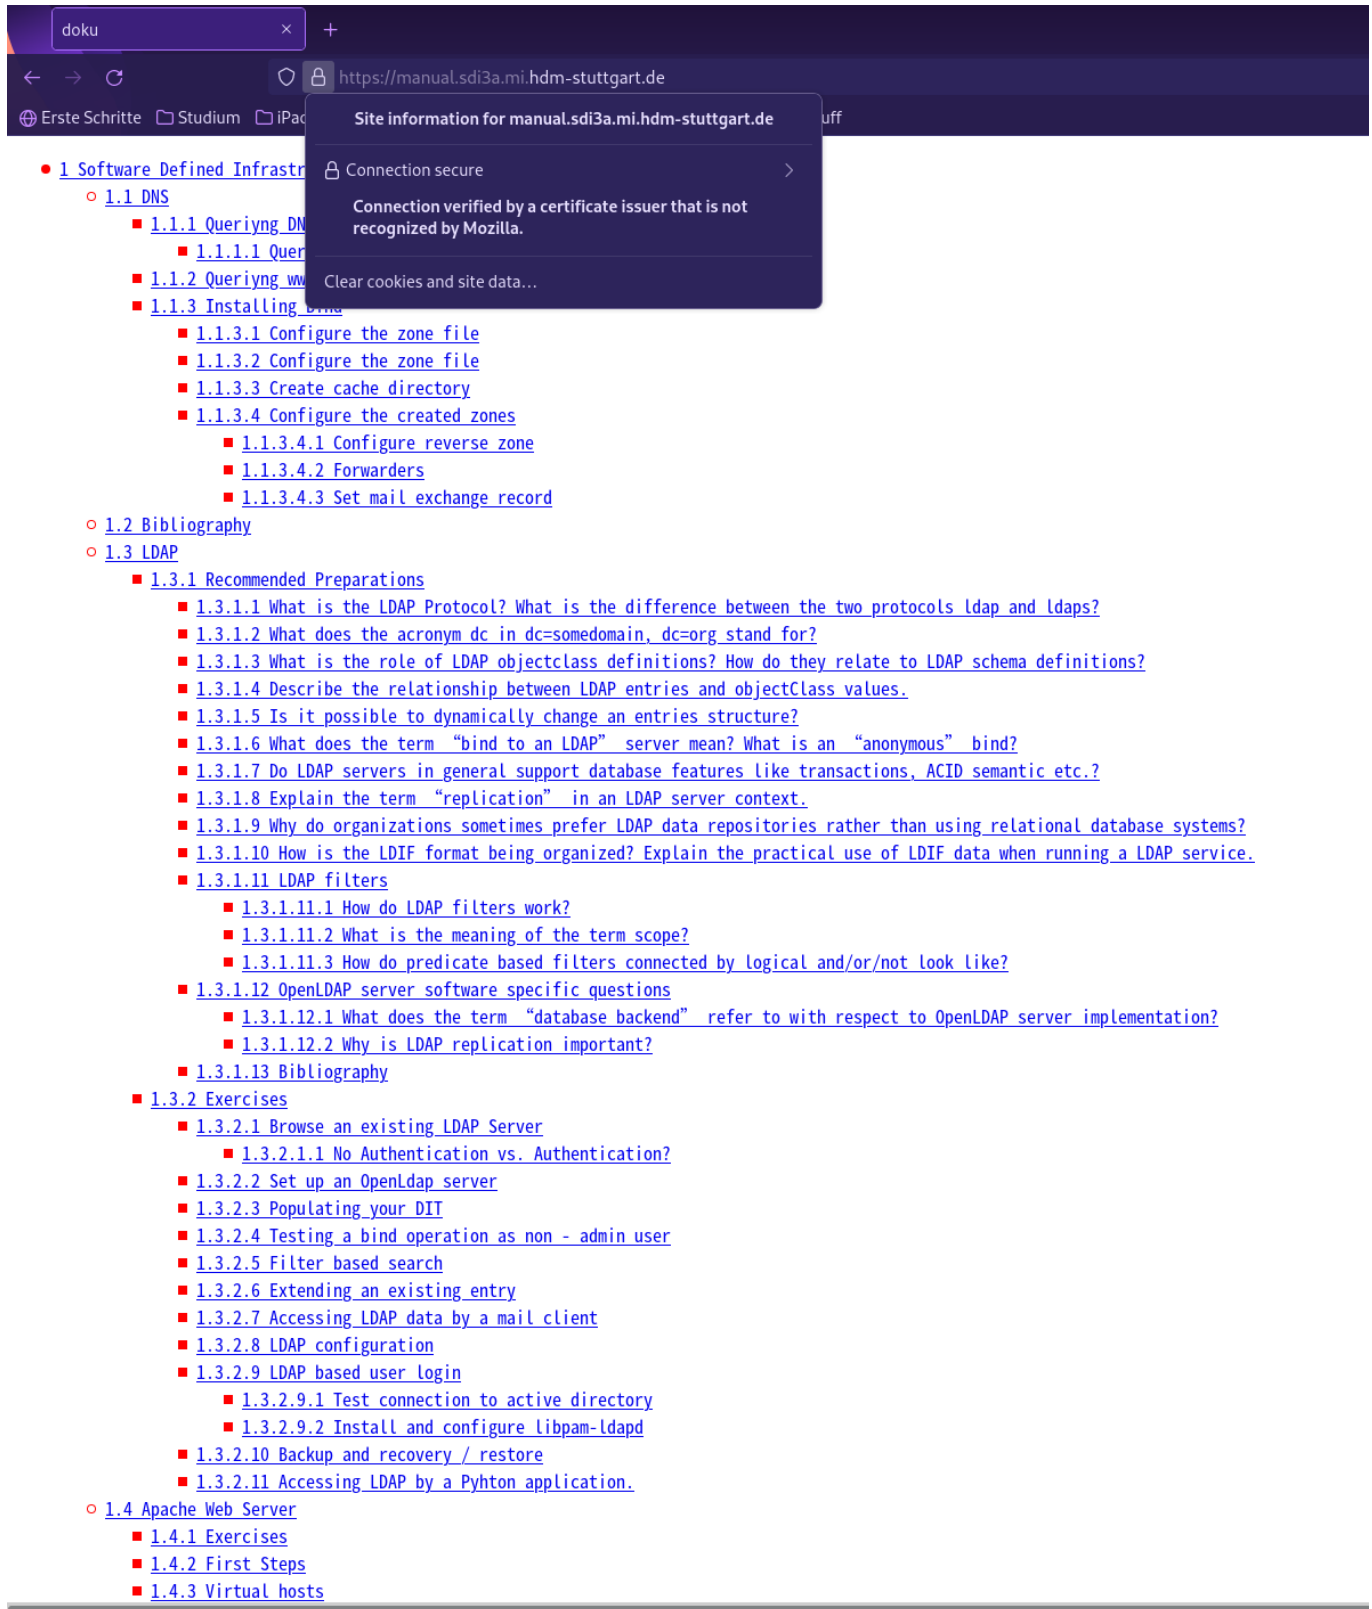 doku
https://manual.sdi3a.mi.hdm-stuttgart.de
Erste Schritte Studium uff
Site information for manual.sdi3a.mi.hdm-stuttgart.de
Connection secure
Connection verified by a certificate issuer that is not
recognized by Mozilla.
Clear cookies and site data…
1 Software Defined Infrastr
1.1 DNS
1.1.1 Queriyng DN
1.1.1.1 Quer
1.1.2 Queriyng ww
1.1.3 Installing
1.1.3.1 Configure the zone file
1.1.3.2 Configure the zone file
1.1.3.3 Create cache directory
1.1.3.4 Configure the created zones
1.1.3.4.1 Configure reverse zone
1.1.3.4.2 Forwarders
1.1.3.4.3 Set mail exchange record
1.2 Bibliography
1.3 LDAP
1.3.1 Recommended Preparations
1.3.1.1 What is the LDAP Protocol? What is the difference between the two protocols ldap and ldaps?
1.3.1.2 What does the acronym dc in dc=somedomain, dc=org stand for?
1.3.1.3 What is the role of LDAP objectclass definitions? How do they relate to LDAP schema definitions?
1.3.1.4 Describe the relationship between LDAP entries and objectClass values.
1.3.1.5 Is it possible to dynamically change an entries structure?
1.3.1.6 What does the term “bind to an LDAP” server mean? What is an “anonymous” bind?
1.3.1.7 Do LDAP servers in general support database features like transactions, ACID semantic etc.?
1.3.1.8 Explain the term “replication” in an LDAP server context.
1.3.1.9 Why do organizations sometimes prefer LDAP data repositories rather than using relational database systems?
1.3.1.10 How is the LDIF format being organized? Explain the practical use of LDIF data when running a LDAP service.
1.3.1.11 LDAP filters
1.3.1.11.1 How do LDAP filters work?
1.3.1.11.2 What is the meaning of the term scope?
1.3.1.11.3 How do predicate based filters connected by logical and/or/not look like?
1.3.1.12 OpenLDAP server software specific questions
1.3.1.12.1 What does the term “database backend” refer to with respect to OpenLDAP server implementation?
1.3.1.12.2 Why is LDAP replication important?
1.3.1.13 Bibliography
1.3.2 Exercises
1.3.2.1 Browse an existing LDAP Server
1.3.2.1.1 No Authentication vs. Authentication?
1.3.2.2 Set up an OpenLdap server
1.3.2.3 Populating your DIT
1.3.2.4 Testing a bind operation as non - admin user
1.3.2.5 Filter based search
1.3.2.6 Extending an existing entry
1.3.2.7 Accessing LDAP data by a mail client
1.3.2.8 LDAP configuration
1.3.2.9 LDAP based user login
1.3.2.9.1 Test connection to active directory
1.3.2.9.2 Install and configure libpam-ldapd
1.3.2.10 Backup and recovery / restore
1.3.2.11 Accessing LDAP by a Pyhton application.
1.4 Apache Web Server
1.4.1 Exercises
1.4.2 First Steps
1.4.3 Virtual hosts